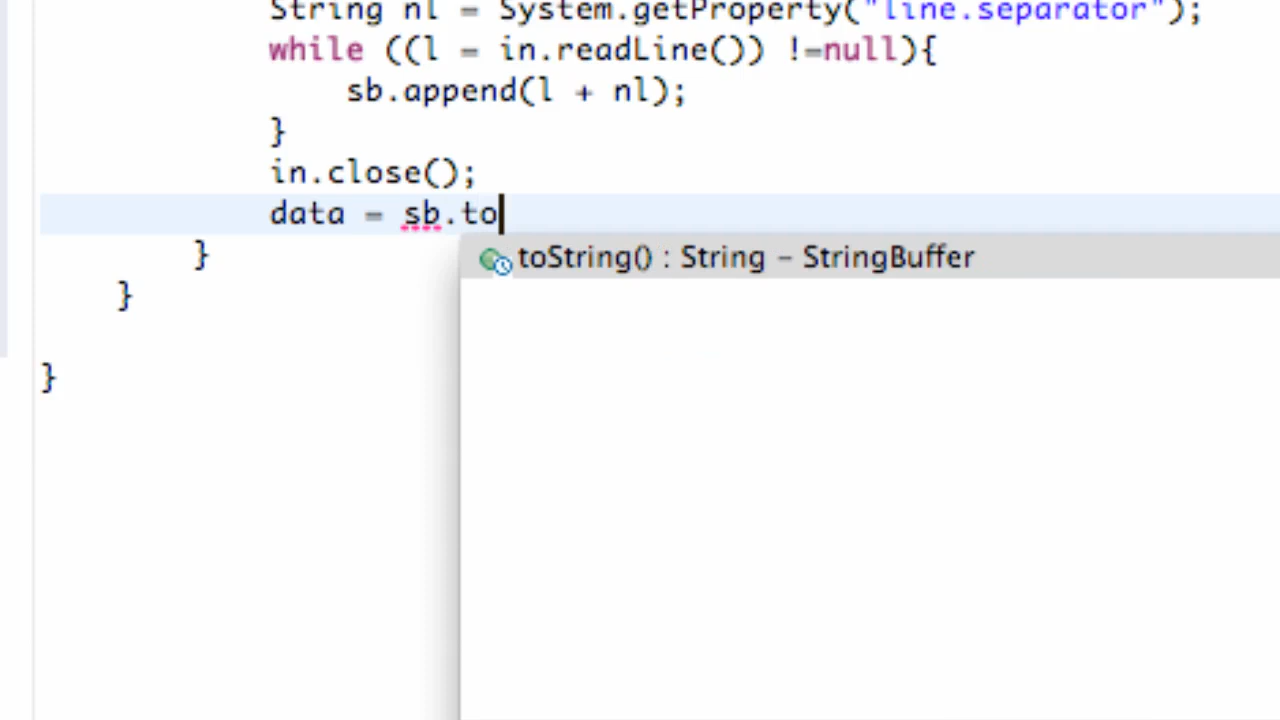 String nl = System.getProperty("line.separator");
while ((l = in.readLine()) !=null){
sb.append(l + nl);
}
in.close();
data = sb.to
toString() : String – StringBuffer
}
}
}